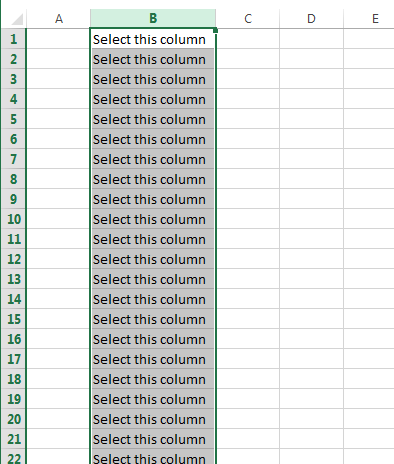 A B C D E
1 Select this column
2 Select this column
3 Select this column
4 Select this column
5 Select this column
6 Select this column
7 Select this column
8 Select this column
9 Select this column
10 Select this column
11 Select this column
12 Select this column
13 Select this column
14 Select this column
15 Select this column
16 Select this column
17 Select this column
18 Select this column
19 Select this column
20 Select this column
21 Select this column
22 Select this column